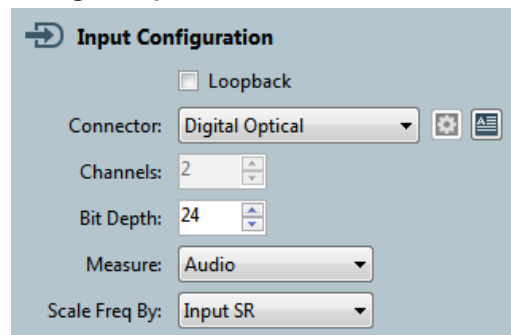 Input Configuration
Loopback
Connector: Digital Optical
Channels: 2
Bit Depth: 24
Measure: Audio
Scale Freq By: Input SR